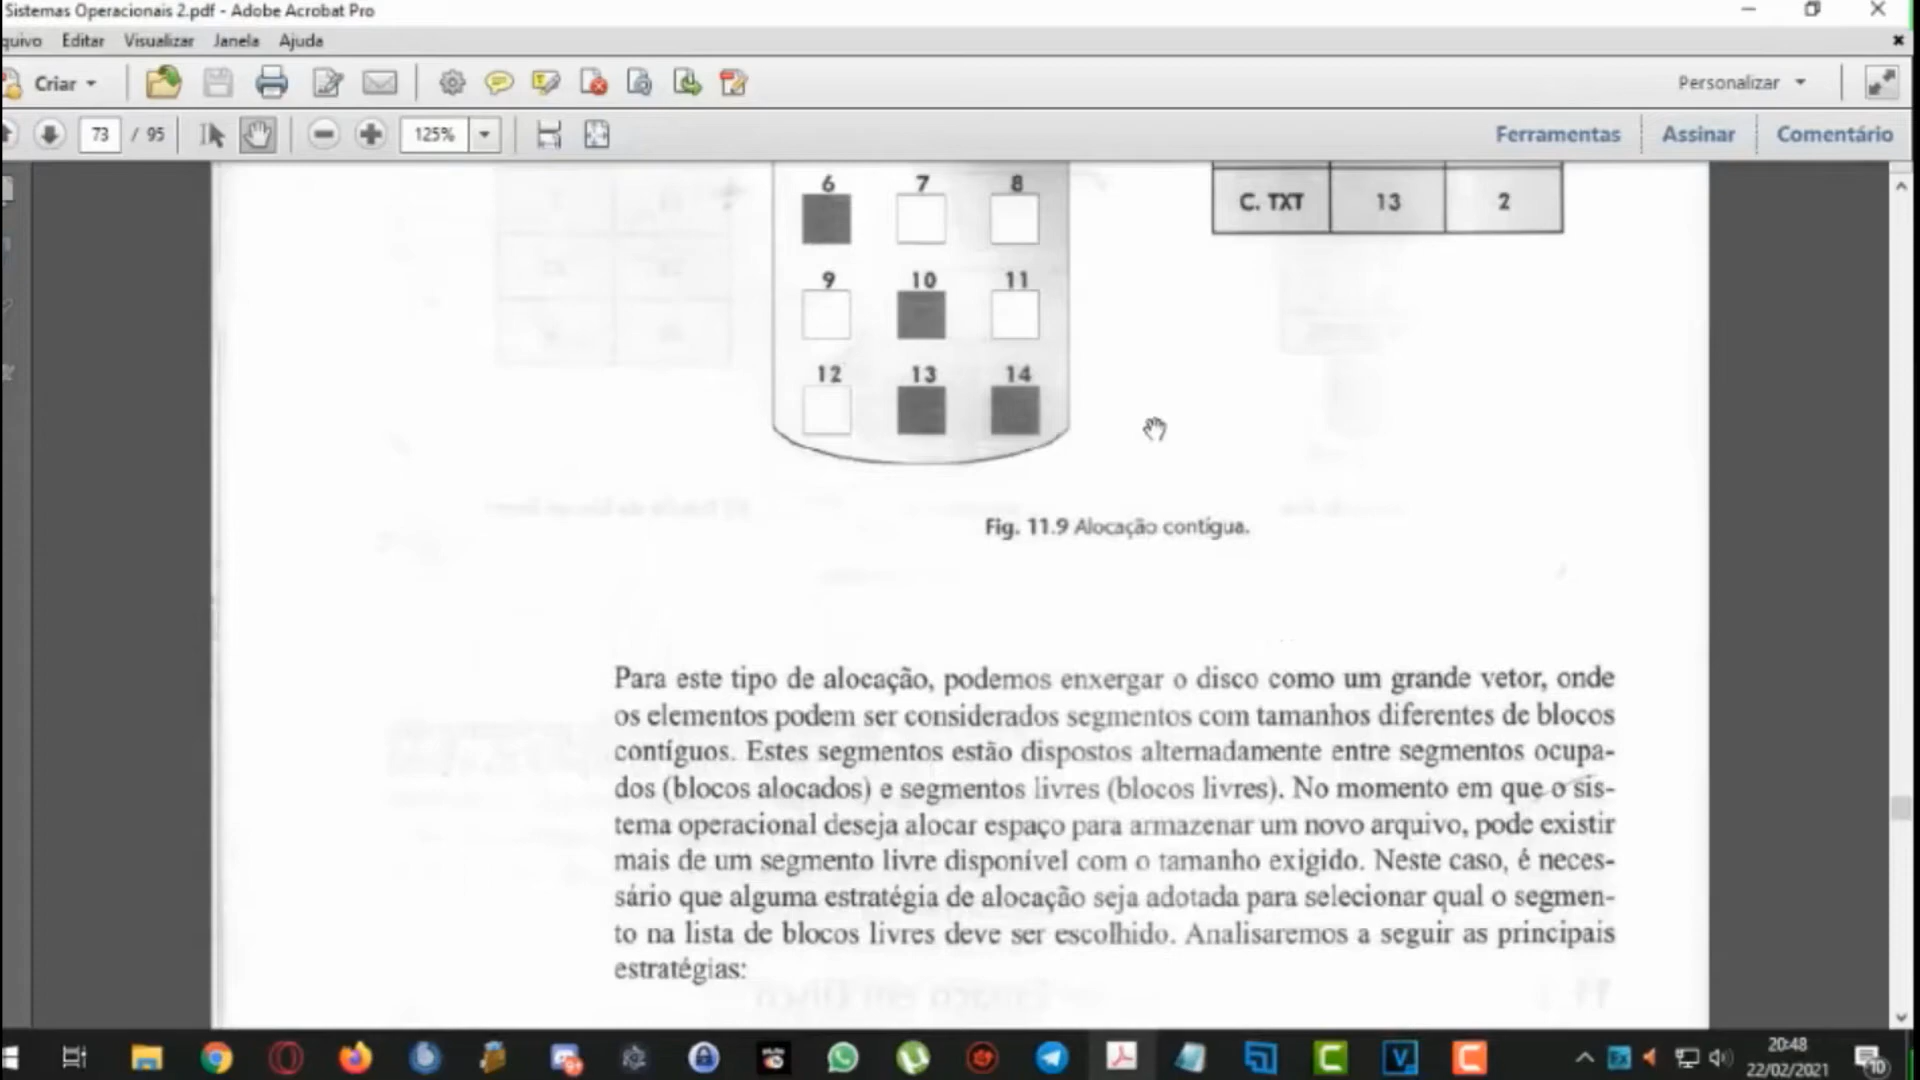 Sistemas Operacionais 2.pdf - Adobe Acrobat Pro
quivo Editar Visualizar Janela Ajuda
Criar
Personalizar
73 / 95
125%
Ferramentas
Assinar
Comentário
6 7 8
C. TXT 13 2
9 10 11
12 13 14
Fig. 11.9 Alocação contígua.
Para este tipo de alocação, podemos enxergar o disco como um grande vetor, onde
os elementos podem ser considerados segmentos com tamanhos diferentes de blocos
contíguos. Estes segmentos estão dispostos alternadamente entre segmentos ocupa-
dos (blocos alocados) e segmentos livres (blocos livres). No momento em que o sis-
tema operacional deseja alocar espaço para armazenar um novo arquivo, pode existir
mais de um segmento livre disponível com o tamanho exigido. Neste caso, é neces-
sário que alguma estratégia de alocação seja adotada para selecionar qual o segmen-
to na lista de blocos livres deve ser escolhido. Analisaremos a seguir as principais
estratégias:
20:48
22/02/2021
10